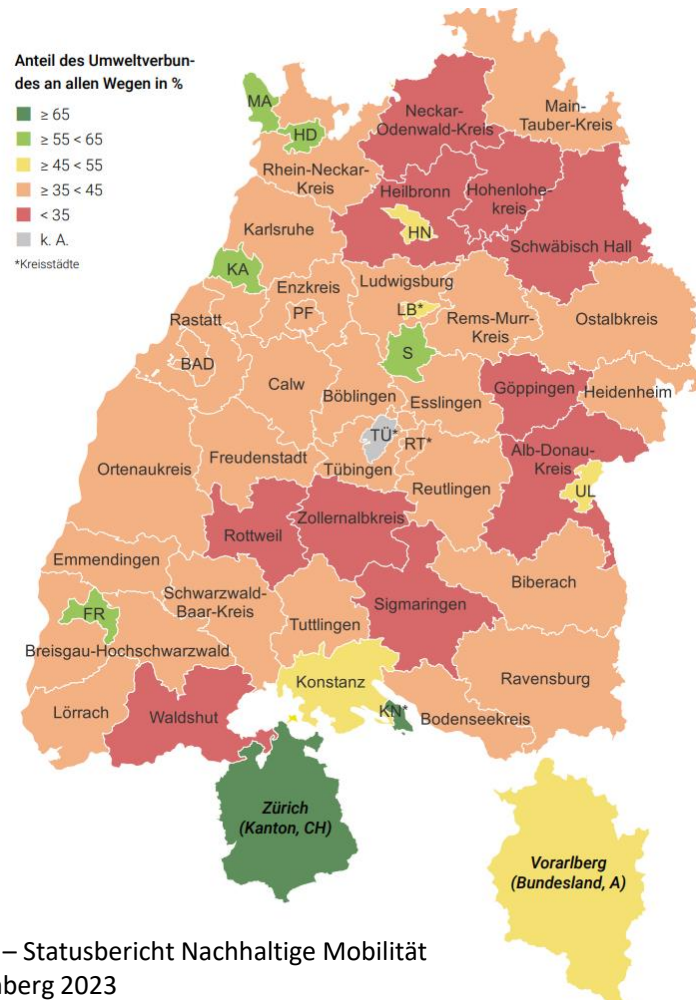 Anteil des Umweltverbun-
des an allen Wegen in %
≥ 65
≥ 55 < 65
≥ 45 < 55
≥ 35 < 45
< 35
k. A.
*Kreisstädte
MA
HD
Neckar-
Odenwald-Kreis
Main-
Tauber-Kreis
Rhein-Neckar-
Kreis
Heilbronn
Hohenlohe-
kreis
HN
Karlsruhe
Schwäbisch Hall
KA
Enzkreis
Ludwigsburg
PF
LB*
Rems-Murr-
Kreis
Ostalbkreis
Rastatt
BAD
S
Calw
Böblingen
Esslingen
Göppingen
Heidenheim
TÜ*
RT*
Alb-Donau-
Kreis
Ortenaukreis
Freudenstadt
Tübingen
Reutlingen
UL
Rottweil
Zollernalbkreis
Emmendingen
Schwarzwald-
Baar-Kreis
Biberach
FR
Tuttlingen
Sigmaringen
Breisgau-Hochschwarzwald
Konstanz
Ravensburg
Lörrach
Waldshut
KN*
Bodenseekreis
Zürich
(Kanton, CH)
Vorarlberg
(Bundesland, A)
– Statusbericht Nachhaltige Mobilität
nberg 2023